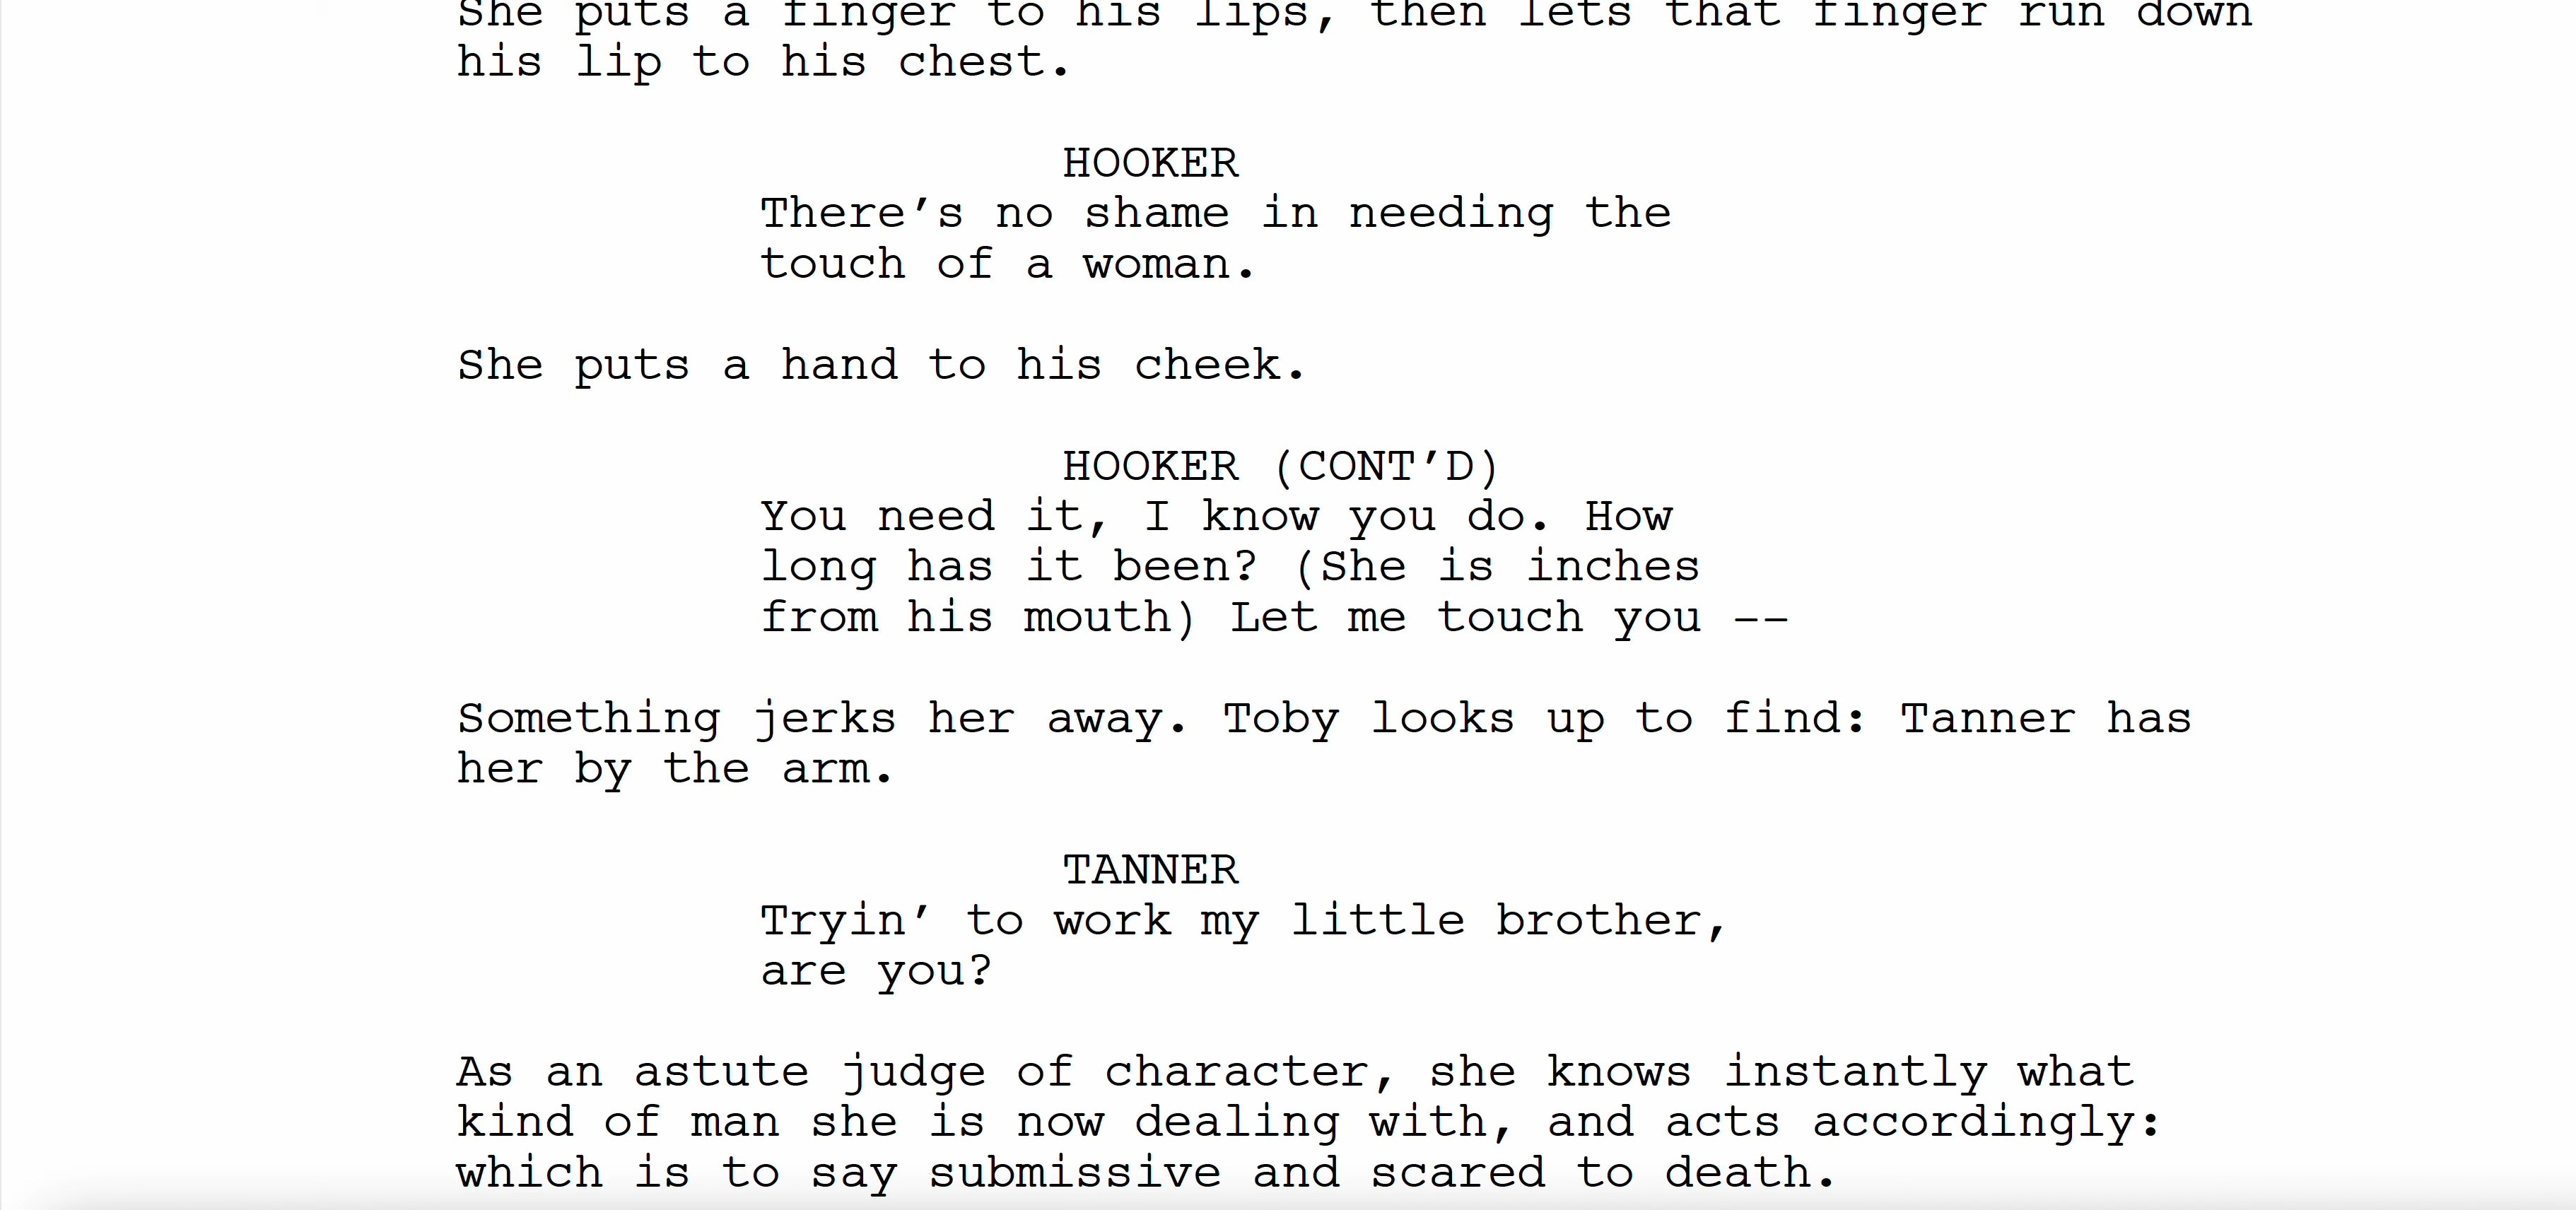 She puts a finger to his lips, then lets that finger run down
his lip to his chest.
HOOKER
There’s no shame in needing the
touch of a woman.
She puts a hand to his cheek.
HOOKER (CONT’D)
You need it, I know you do. How
long has it been? (She is inches
from his mouth) Let me touch you --
Something jerks her away. Toby looks up to find: Tanner has
her by the arm.
TANNER
Tryin’ to work my little brother,
are you?
As an astute judge of character, she knows instantly what
kind of man she is now dealing with, and acts accordingly:
which is to say submissive and scared to death.